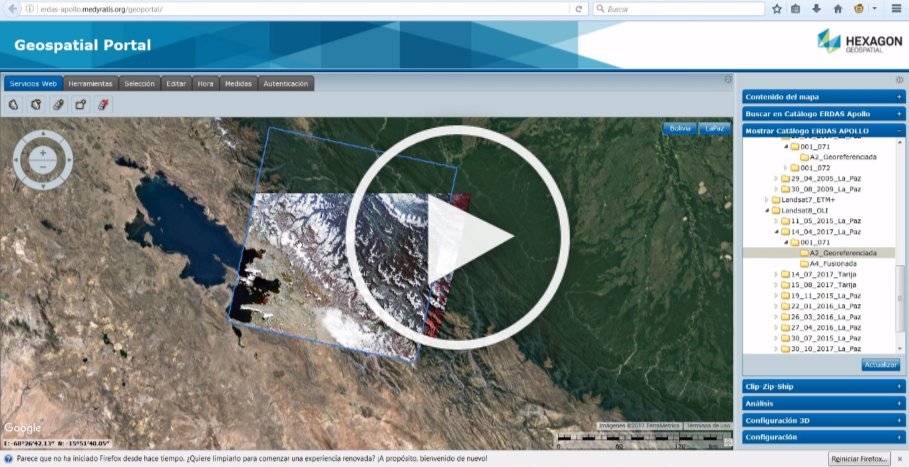 erdas-apollo.medyratis.org/geoportal/
Buscar
Geospatial Portal
HEXAGON
GEOSPATIAL
Servicios Web Herramientas Selección Editar Hora Medidas Autenticación
Contenido del mapa
Buscar en Catálogo ERDAS Apollo
Mostrar Catálogo ERDAS APOLLO
Bolivia LaPaz
001_071
A2_Georeferenciada
001_072
29_04_2005_La_Paz
30_08_2009_La_Paz
Landsat7_ETM+
Landsat8_OLI
11_05_2015_La_Paz
14_04_2017_La_Paz
001_071
A2_Georeferenciada
A4_Fusionada
14_07_2017_Tarija
15_08_2017_Tarija
19_11_2015_La_Paz
22_01_2016_La_Paz
26_03_2016_La_Paz
27_04_2016_La_Paz
30_07_2015_La_Paz
30_10_2017_La_Paz
Actualizar
Clip-Zip-Ship
Análisis
Configuración 3D
Configuración
Google
Imágenes ©2017 TerraMetrics Términos de uso
E:-68°26'42.13" N:-15°51'40.05"
0 60 120 km
Parece que no ha iniciado Firefox desde hace tiempo. ¿Quiere limpiarlo para comenzar una experiencia renovada? ¡A propósito, bienvenido de nuevo!
Reiniciar Firefox...